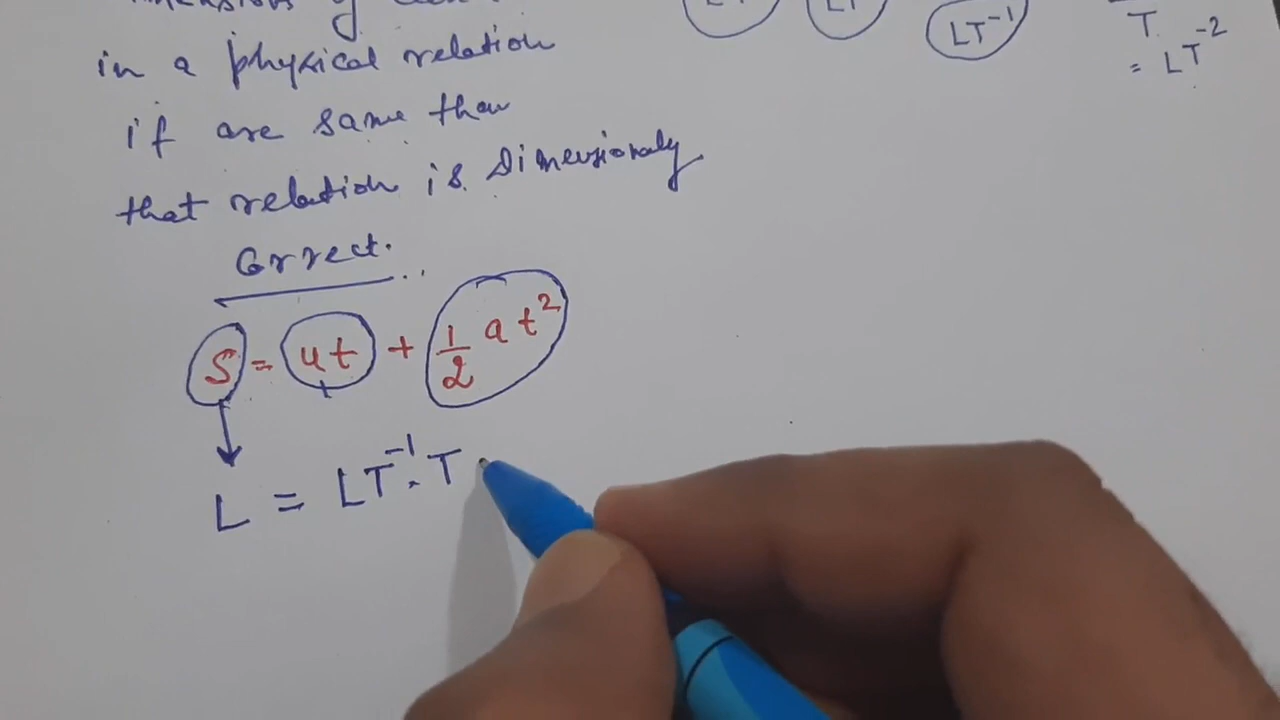 in a physical relation
if are same than
that relation is Dimensionaly
Correct.
S = ut + 1/2 at²
L = LT⁻¹. T
LT⁻¹
T
= LT⁻²